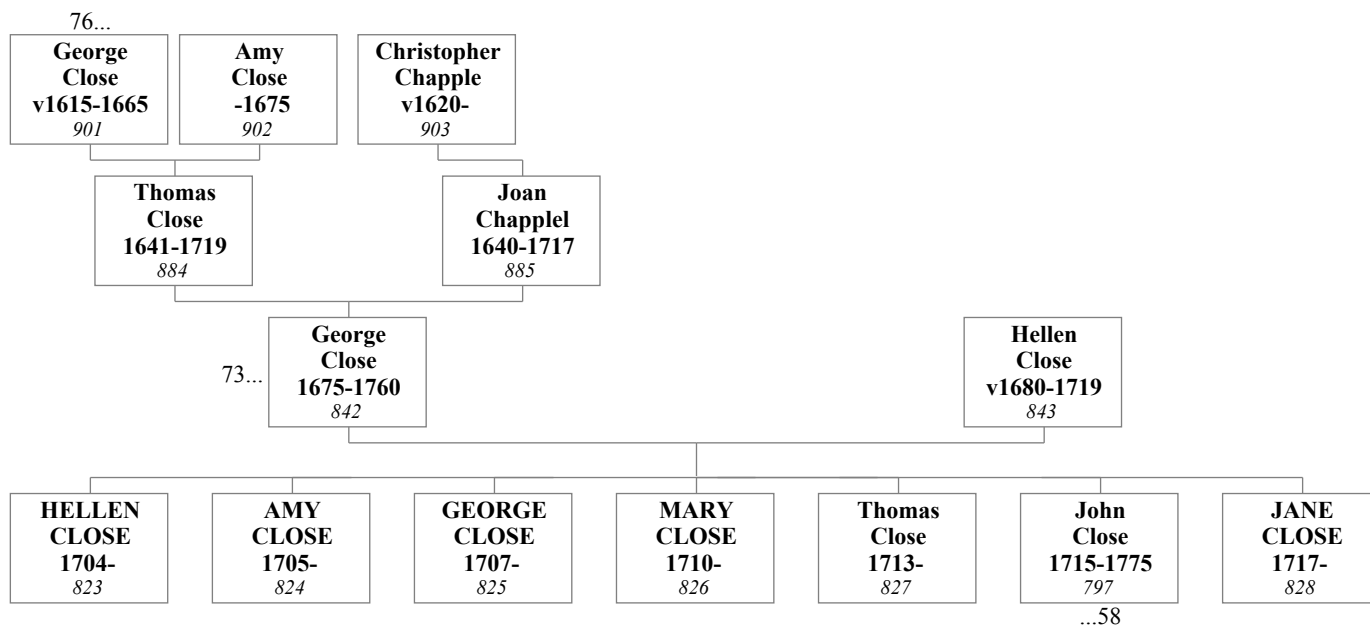 76...
George
Close
v1615-1665
901
Amy
Close
-1675
902
Christopher
Chapple
v1620-
903
Thomas
Close
1641-1719
884
Joan
Chapplel
1640-1717
885
73...
George
Close
1675-1760
842
Hellen
Close
v1680-1719
843
HELLEN
CLOSE
1704-
823
AMY
CLOSE
1705-
824
GEORGE
CLOSE
1707-
825
MARY
CLOSE
1710-
826
Thomas
Close
1713-
827
John
Close
1715-1775
797
...58
JANE
CLOSE
1717-
828